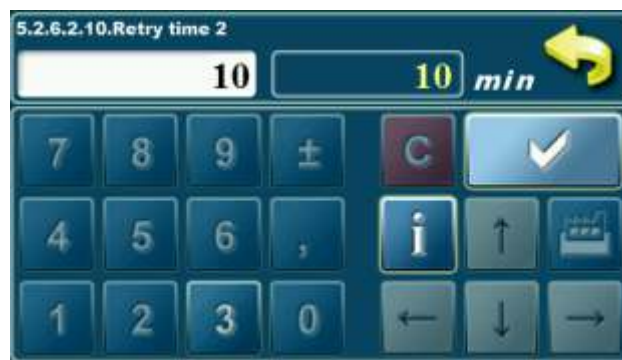 5.2.6.2.10.Retry time 2
10 10 min
7 8 9 ± C
4 5 6 , i ↑
1 2 3 0 ← ↓ →